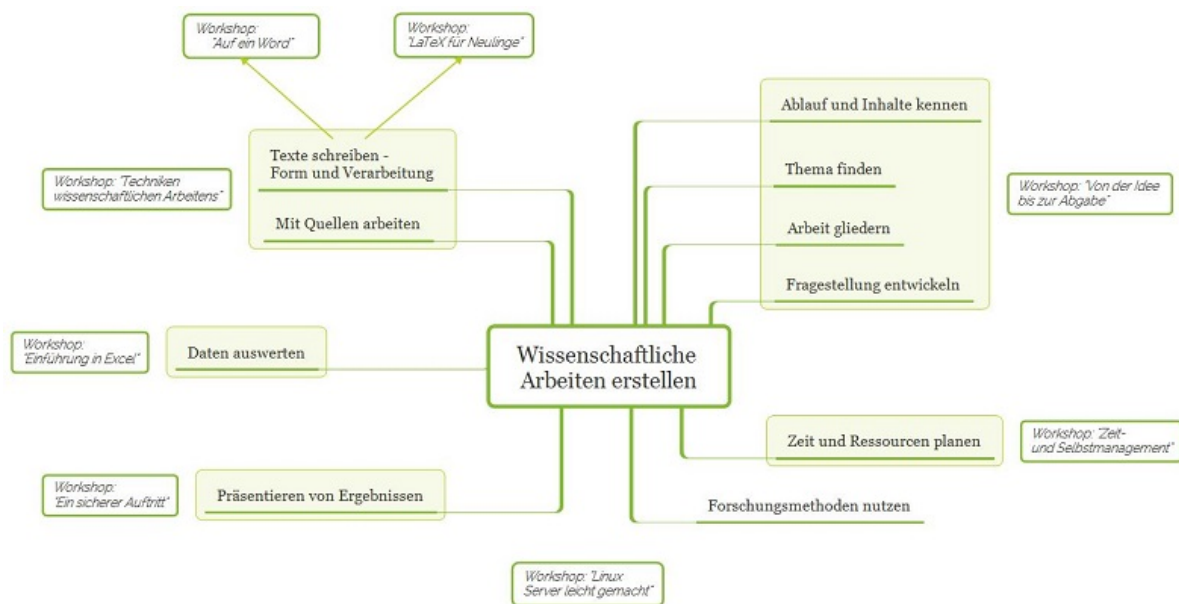 Workshop:
"Auf ein Word"
Workshop:
"LaTeX für Neulinge"
Texte schreiben -
Form und Verarbeitung
Mit Quellen arbeiten
Workshop: "Techniken
wissenschaftlichen Arbeitens"
Ablauf und Inhalte kennen
Thema finden
Arbeit gliedern
Fragestellung entwickeln
Workshop: "Von der Idee
bis zur Abgabe"
Workshop:
"Einführung in Excel"
Daten auswerten
Wissenschaftliche
Arbeiten erstellen
Zeit und Ressourcen planen
Workshop: "Zeit-
und Selbstmanagement"
Workshop:
"Ein sicherer Auftritt"
Präsentieren von Ergebnissen
Forschungsmethoden nutzen
Workshop: "Linux
Server leicht gemacht"